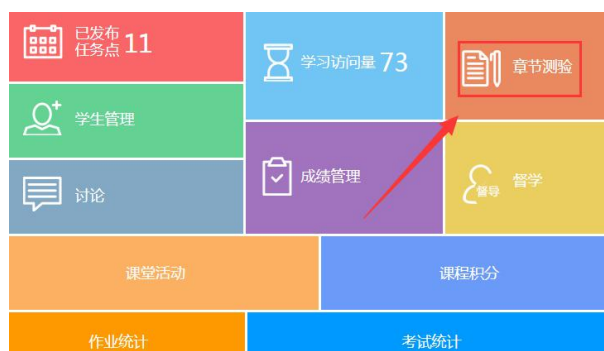 已发布
任务点 11
学习访问量 73
章节测验
学生管理
讨论
成绩管理
督导
督学
课堂活动
课程积分
作业统计
考试统计